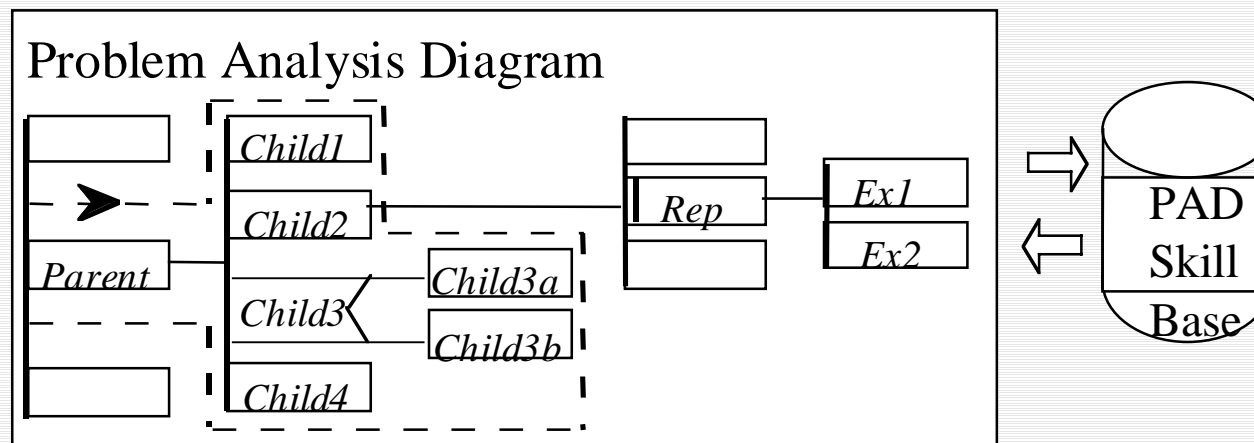 Problem Analysis Diagram
Child1
Child2
Parent
Child3
Child3a
Child3b
Child4
Rep
Ex1
Ex2
PAD
Skill
Base